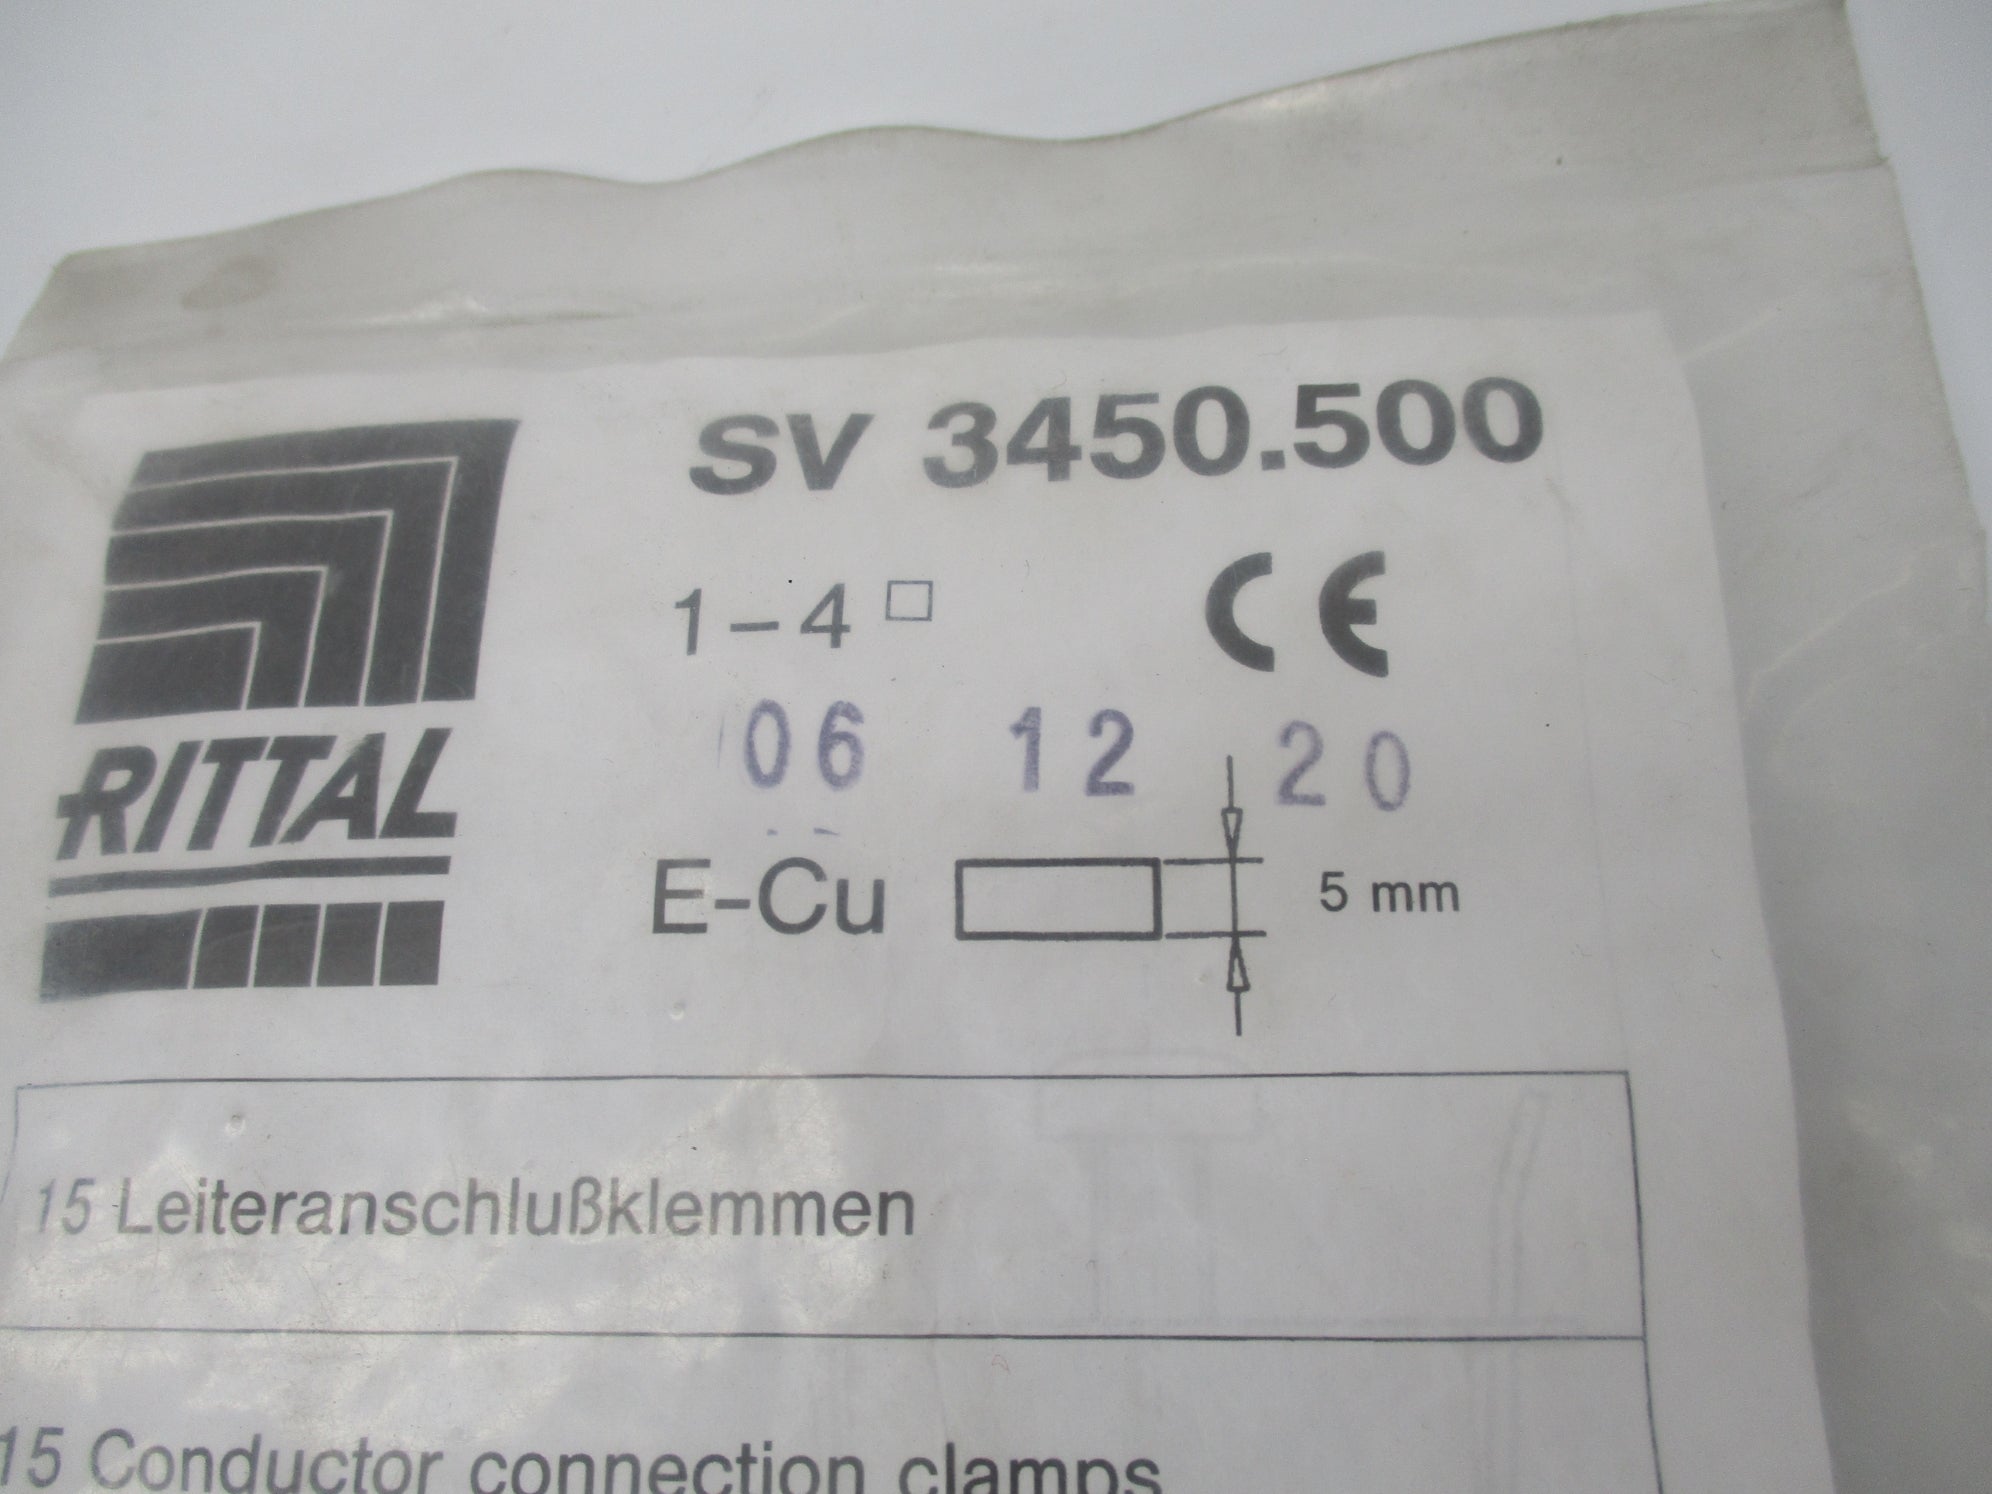 SV 3450.500
1-4 □
CE
RITTAL
06 12 20
E-Cu
5 mm
15 Leiteranschlußklemmen
15 Conductor connection clamps